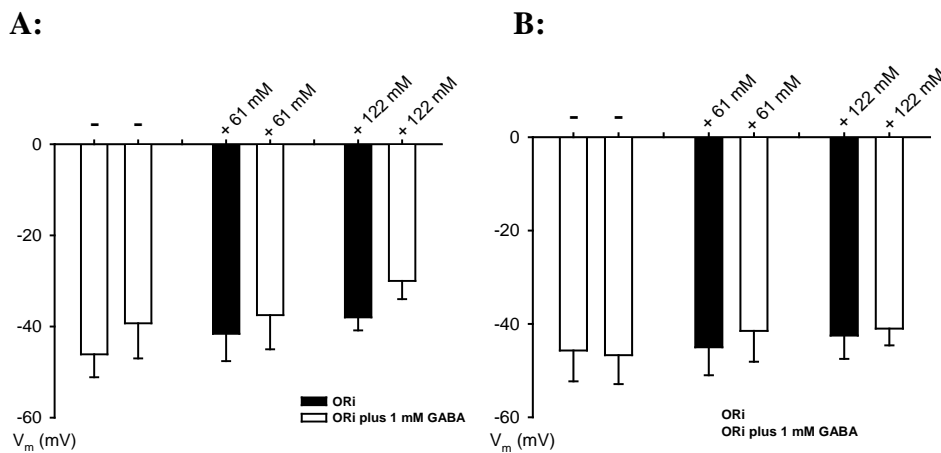 A:
- - + 61 mM + 61 mM + 122 mM + 122 mM
0
-20
-40
-60
V_m (mV)
ORi
ORi plus 1 mM GABA
B:
- - + 61 mM + 61 mM + 122 mM + 122 mM
0
-20
-40
-60
V_m (mV)
ORi
ORi plus 1 mM GABA